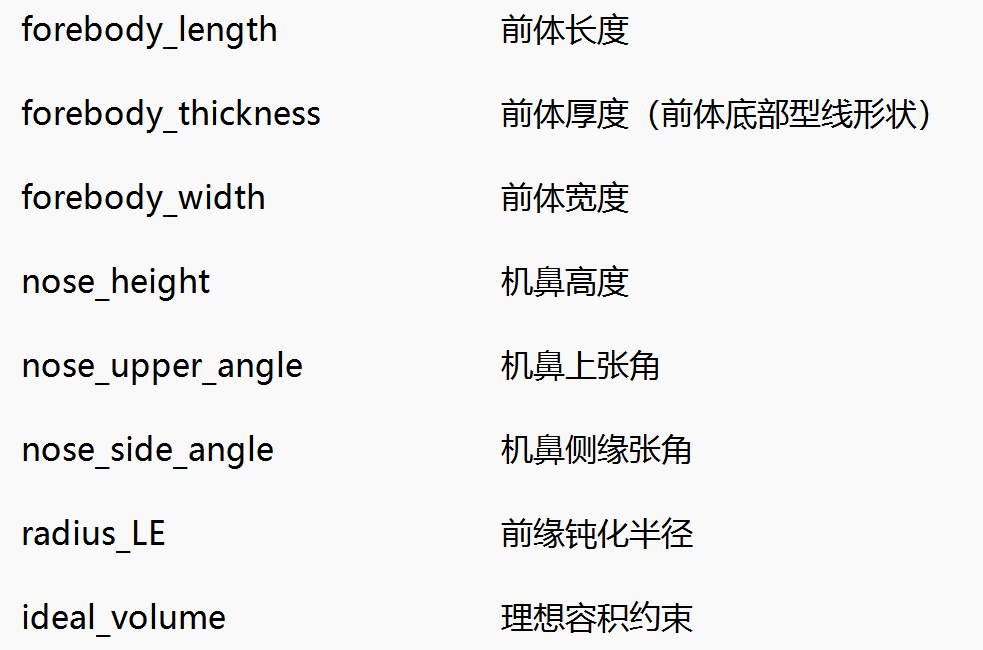 forebody_length 前体长度
forebody_thickness 前体厚度（前体底部型线形状）
forebody_width 前体宽度
nose_height 机鼻高度
nose_upper_angle 机鼻上张角
nose_side_angle 机鼻侧缘张角
radius_LE 前缘钝化半径
ideal_volume 理想容积约束